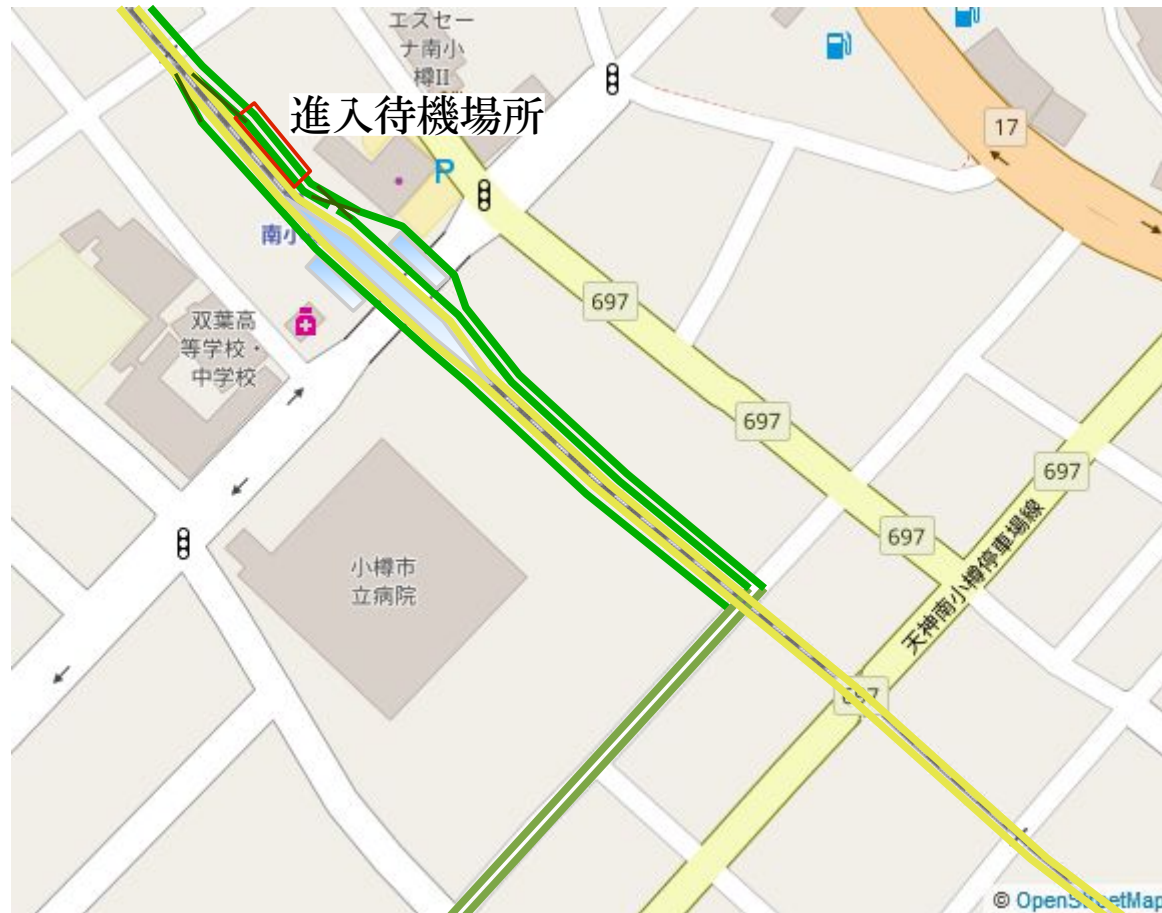 エスセー
ナ南小
樽II
進入待機場所
17
P
南小
697
双葉高
等学校・
中学校
697
697
697
天神南小樽停車場線
小樽市
立病院
© OpenStreetMap